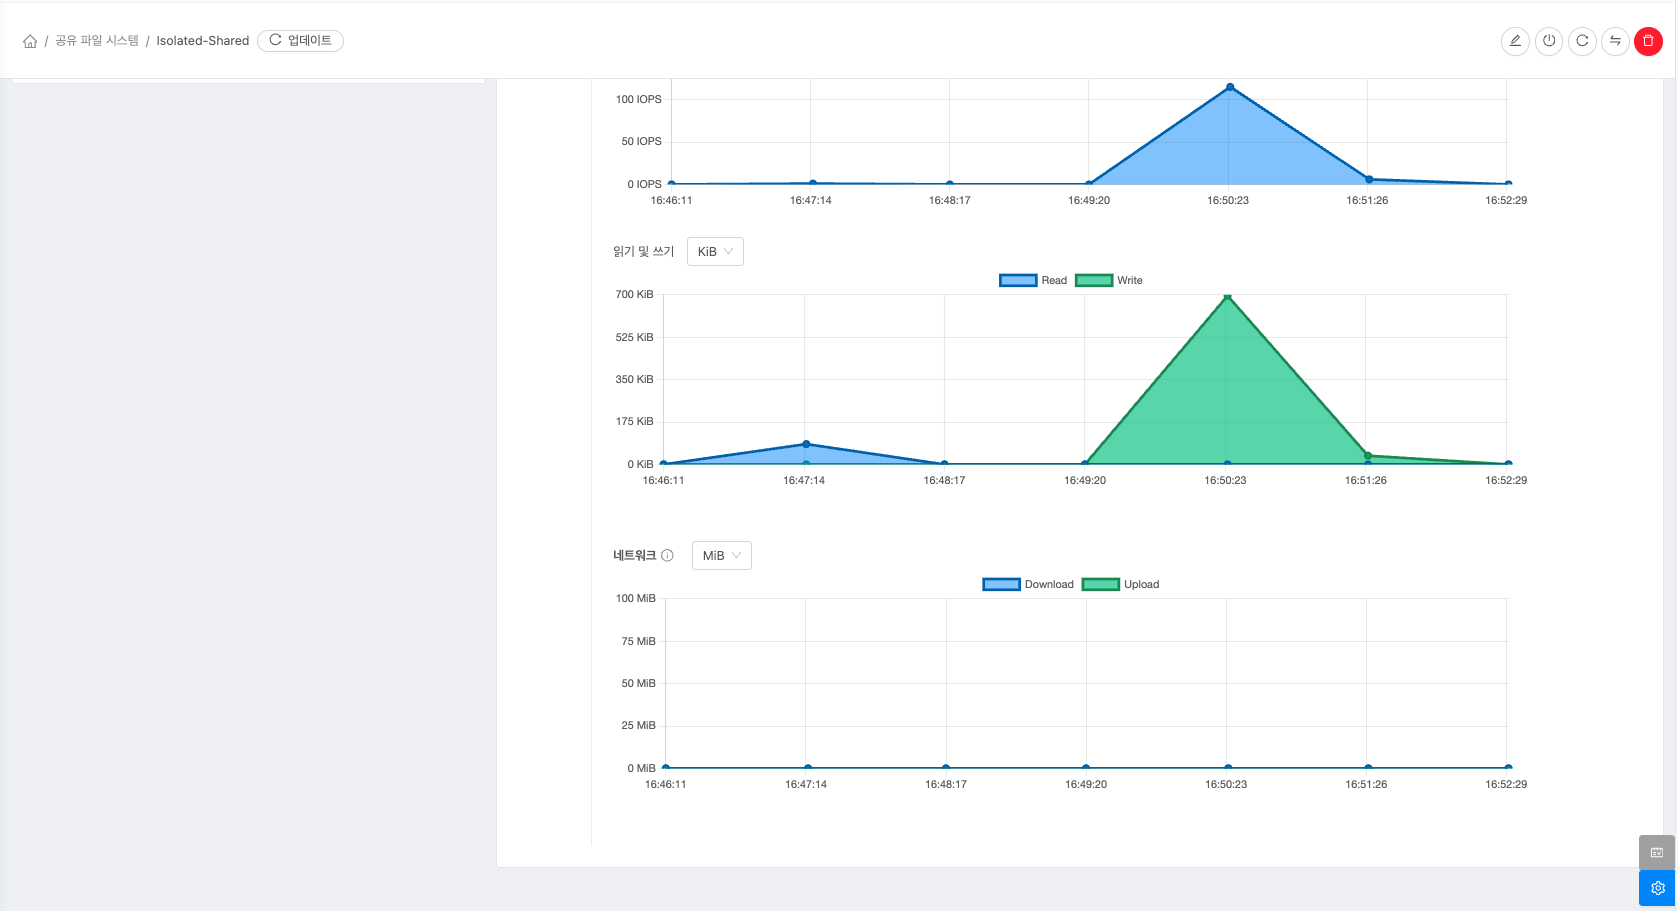 / 공유 파일 시스템 / Isolated-Shared 업데이트
100 IOPS
50 IOPS
0 IOPS
16:46:11 16:47:14 16:48:17 16:49:20 16:50:23 16:51:26 16:52:29
읽기 및 쓰기 KiB
Read Write
700 KiB
525 KiB
350 KiB
175 KiB
0 KiB
16:46:11 16:47:14 16:48:17 16:49:20 16:50:23 16:51:26 16:52:29
네트워크 MiB
Download Upload
100 MiB
75 MiB
50 MiB
25 MiB
0 MiB
16:46:11 16:47:14 16:48:17 16:49:20 16:50:23 16:51:26 16:52:29